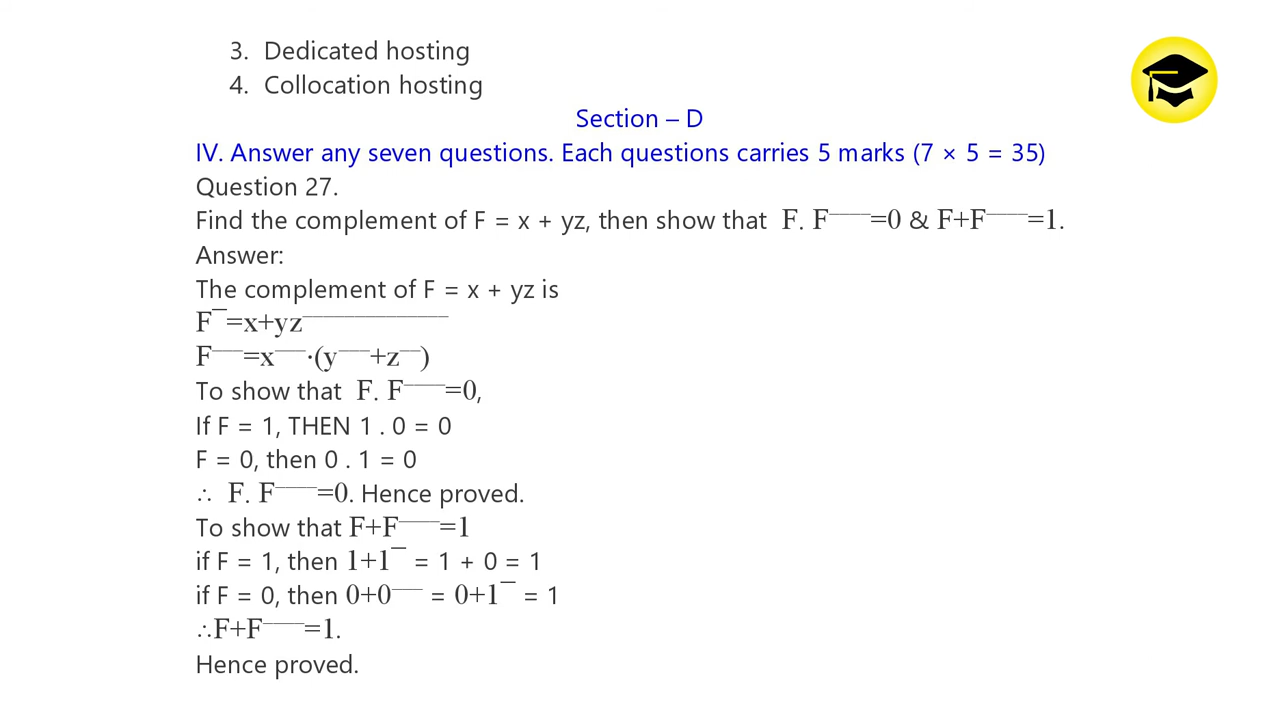 3. Dedicated hosting
4. Collocation hosting
Section – D
IV. Answer any seven questions. Each questions carries 5 marks (7 × 5 = 35)
Question 27.
Find the complement of F = x + yz, then show that F. F¯¯¯¯=0 & F+F¯¯¯¯=1.
Answer:
The complement of F = x + yz is
F¯=x+yz¯¯¯¯¯¯¯¯¯¯¯¯¯¯
F¯¯¯=x¯¯¯⋅(y¯¯¯+z¯¯)
To show that F. F¯¯¯¯=0,
If F = 1, THEN 1 . 0 = 0
F = 0, then 0 . 1 = 0
∴ F. F¯¯¯¯=0. Hence proved.
To show that F+F¯¯¯¯=1
if F = 1, then 1+1¯ = 1 + 0 = 1
if F = 0, then 0+0¯¯¯ = 0+1¯ = 1
∴F+F¯¯¯¯=1.
Hence proved.